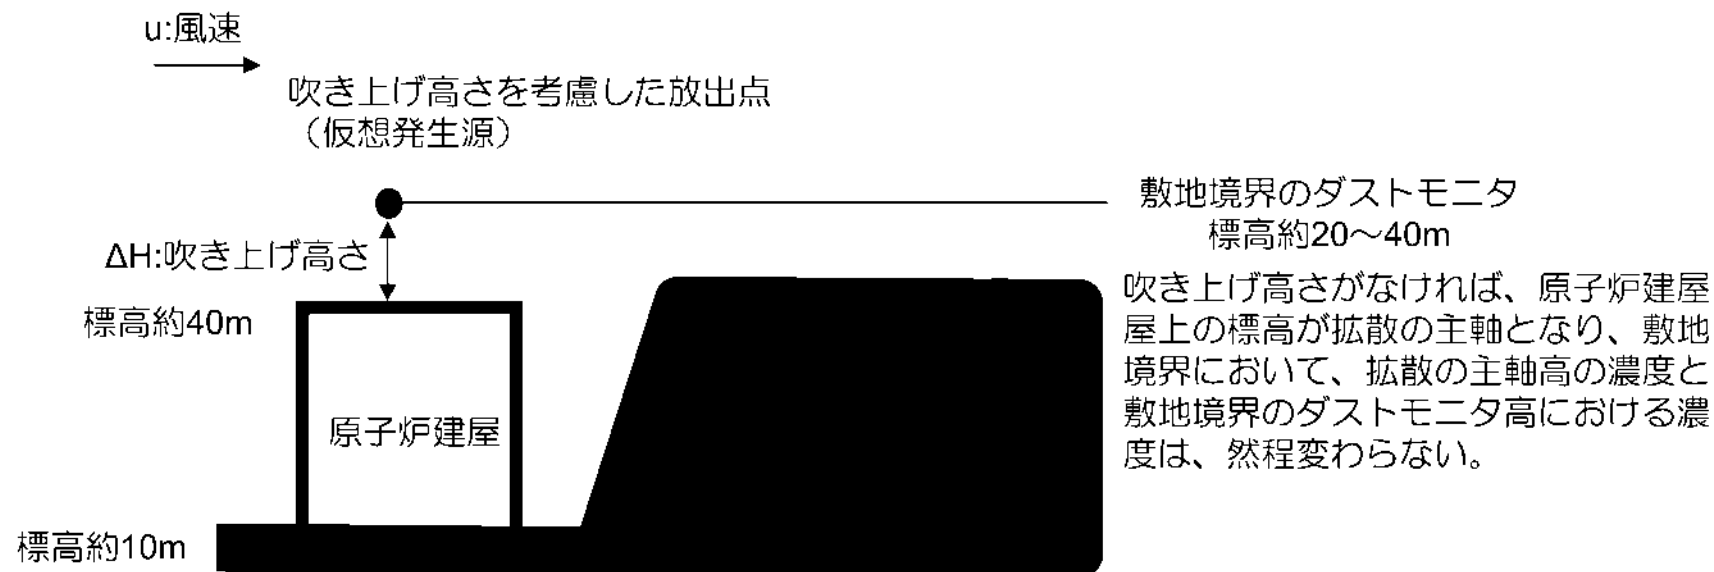 u:風速
吹き上げ高さを考慮した放出点
（仮想発生源）
敷地境界のダストモニタ
標高約20～40m
ΔH:吹き上げ高さ
標高約40m
吹き上げ高さがなければ、原子炉建屋
屋上の標高が拡散の主軸となり、敷地
境界において、拡散の主軸高の濃度と
敷地境界のダストモニタ高における濃
度は、然程変わらない。
原子炉建屋
標高約10m